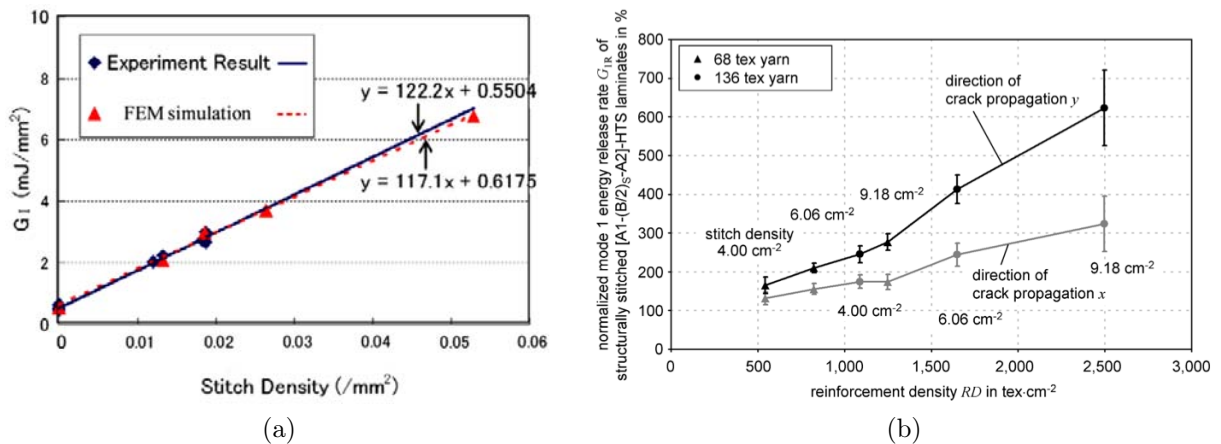 10
8
6
4
2
0
G_I (mJ/mm²)
Experiment Result
FEM simulation
y = 122.2x + 0.5504
y = 117.1x + 0.6175
0 0.01 0.02 0.03 0.04 0.05 0.06
Stitch Density (/mm²)
(a)
b)
normalized mode 1 energy release rate G_IR of
structurally stitched [A1-(B/2)_S-A2]-HTS laminates in %
800
700
600
500
400
300
200
100
0
68 tex yarn
136 tex yarn
direction of
crack propagation y
9.18 cm⁻²
6.06 cm⁻²
stitch density
4.00 cm⁻²
direction of
crack propagation x
9.18 cm⁻²
4.00 cm⁻²
6.06 cm⁻²
0 500 1,000 1,500 2,000 2,500 3,000
reinforcement density RD in tex·cm⁻²
(b)